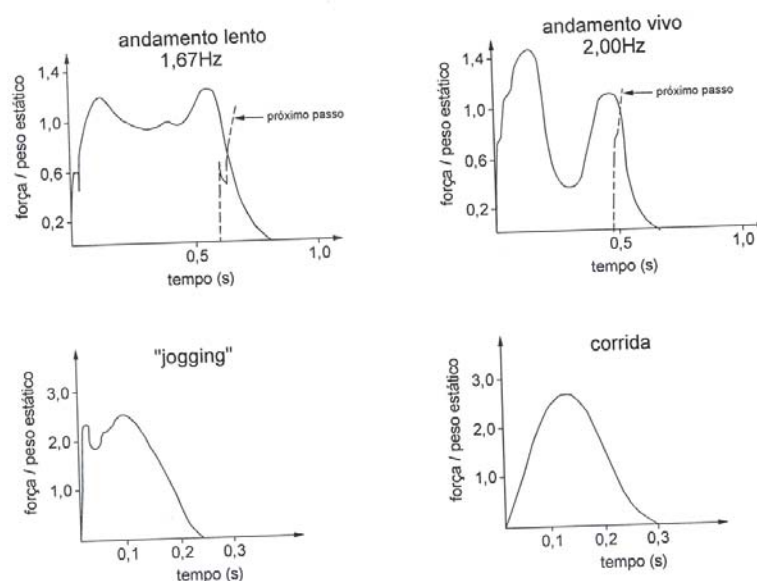 andamento lento
1,67Hz
força / peso estático
1,4
1,0
0,6
0,2
próximo passo
0,5
1,0
tempo (s)
andamento vivo
2,00Hz
força / peso estático
1,4
1,0
0,6
0,2
próximo passo
0,5
1,0
tempo (s)
"jogging"
força / peso estático
3,0
2,0
1,0
0,1
0,2
0,3
tempo (s)
corrida
força / peso estático
3,0
2,0
1,0
0,1
0,2
0,3
tempo (s)